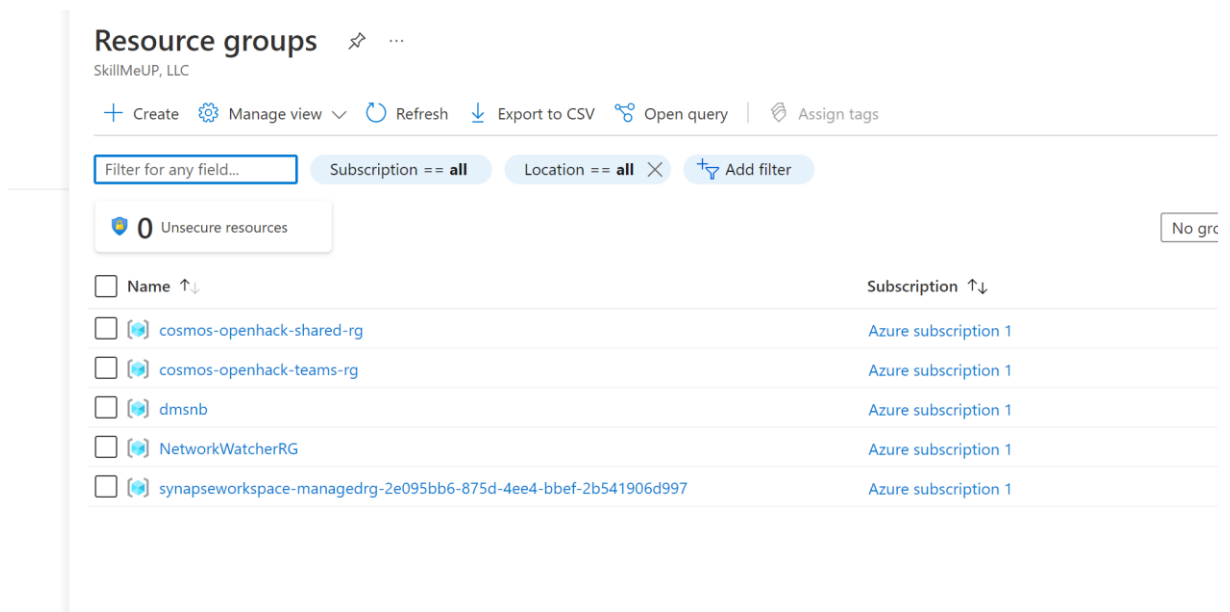 Resource groups
SkillMeUP, LLC
Create Manage view Refresh Export to CSV Open query Assign tags
Filter for any field... Subscription == all Location == all Add filter
0 Unsecure resources
No gro
Name Subscription
cosmos-openhack-shared-rg Azure subscription 1
cosmos-openhack-teams-rg Azure subscription 1
dmsnb Azure subscription 1
NetworkWatcherRG Azure subscription 1
synapseworkspace-managedrg-2e095bb6-875d-4ee4-bbef-2b541906d997 Azure subscription 1